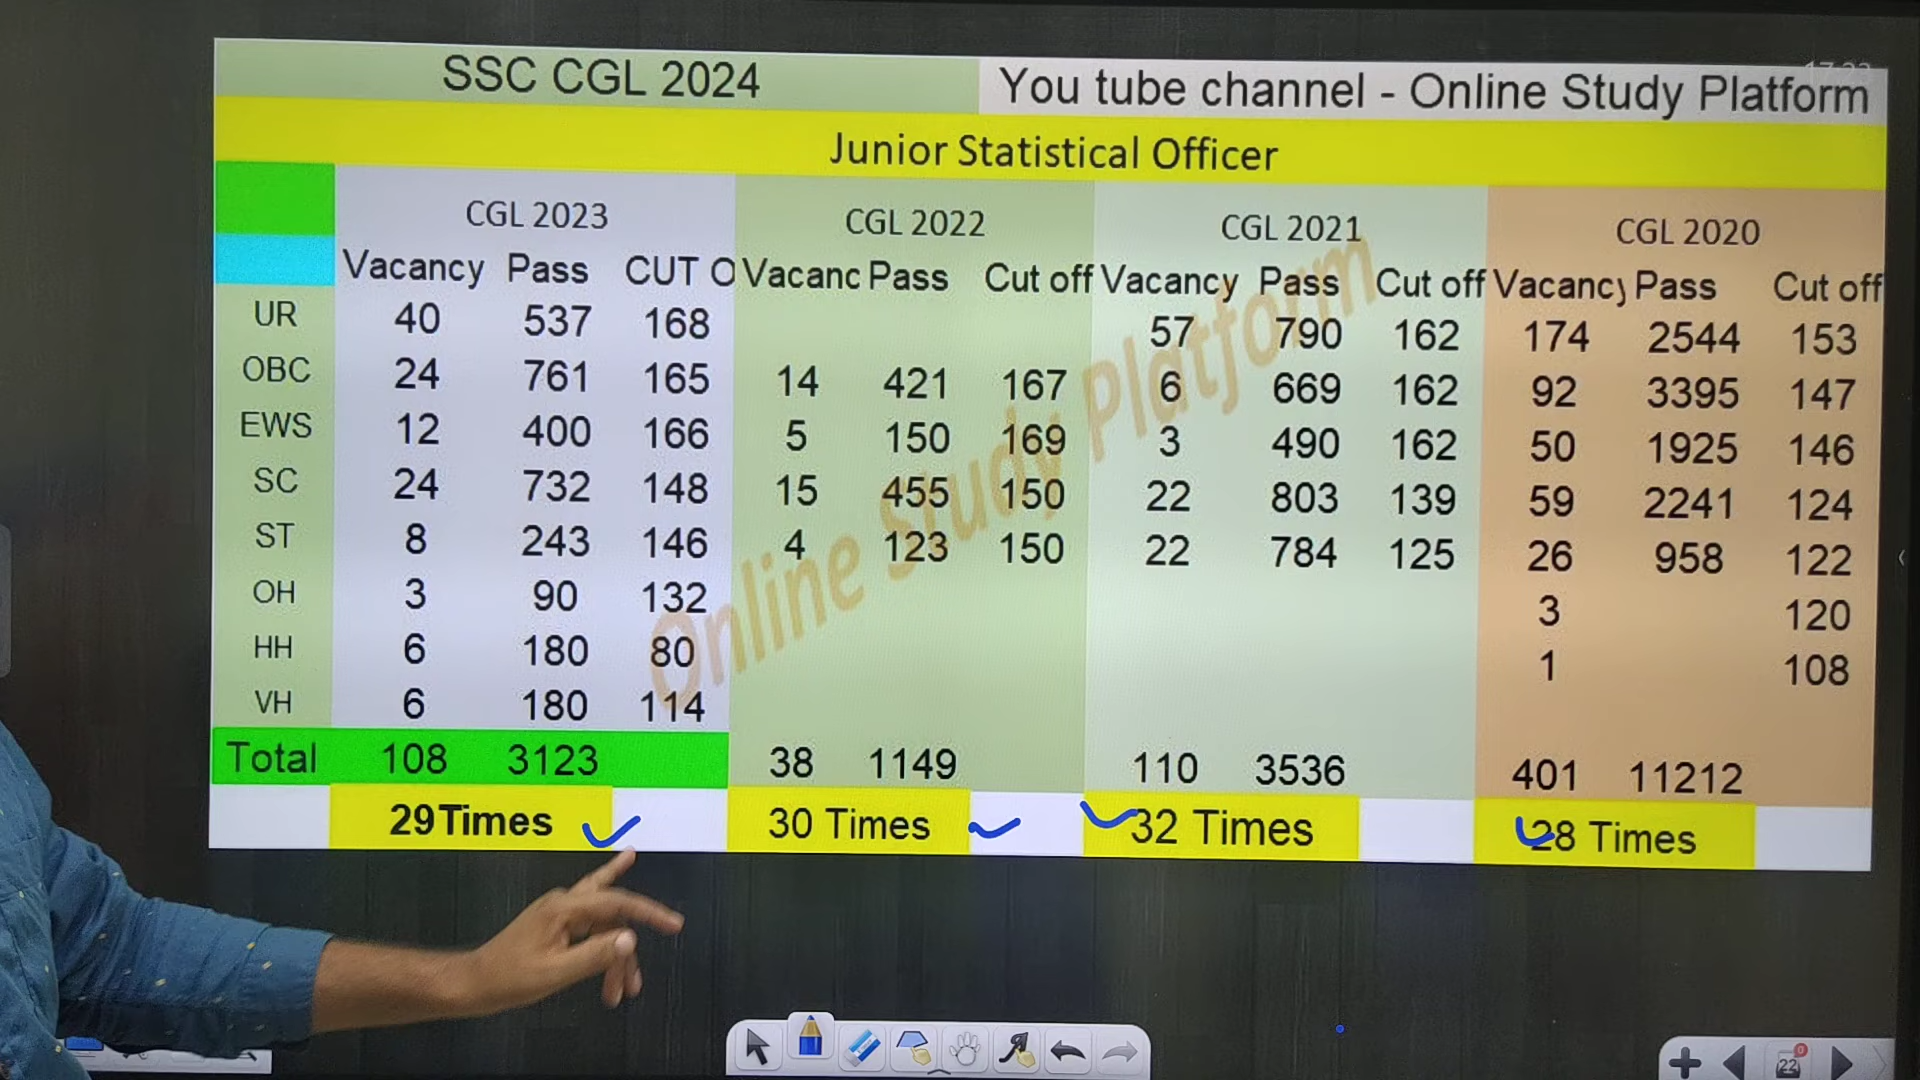 17:23
SSC CGL 2024 You tube channel - Online Study Platform
Junior Statistical Officer
CGL 2023 CGL 2022 CGL 2021 CGL 2020
Vacancy Pass CUT O Vacanc Pass Cut off Vacancy Pass Cut off Vacancy Pass Cut off
UR 40 537 168 57 790 162 174 2544 153
OBC 24 761 165 14 421 167 6 669 162 92 3395 147
EWS 12 400 166 5 150 169 3 490 162 50 1925 146
SC 24 732 148 15 455 150 22 803 139 59 2241 124
ST 8 243 146 4 123 150 22 784 125 26 958 122
OH 3 90 132 3 120
HH 6 180 80 1 108
VH 6 180 114
Total 108 3123 38 1149 110 3536 401 11212
29Times 30 Times 32 Times 28 Times
Online Study Platform
22
0